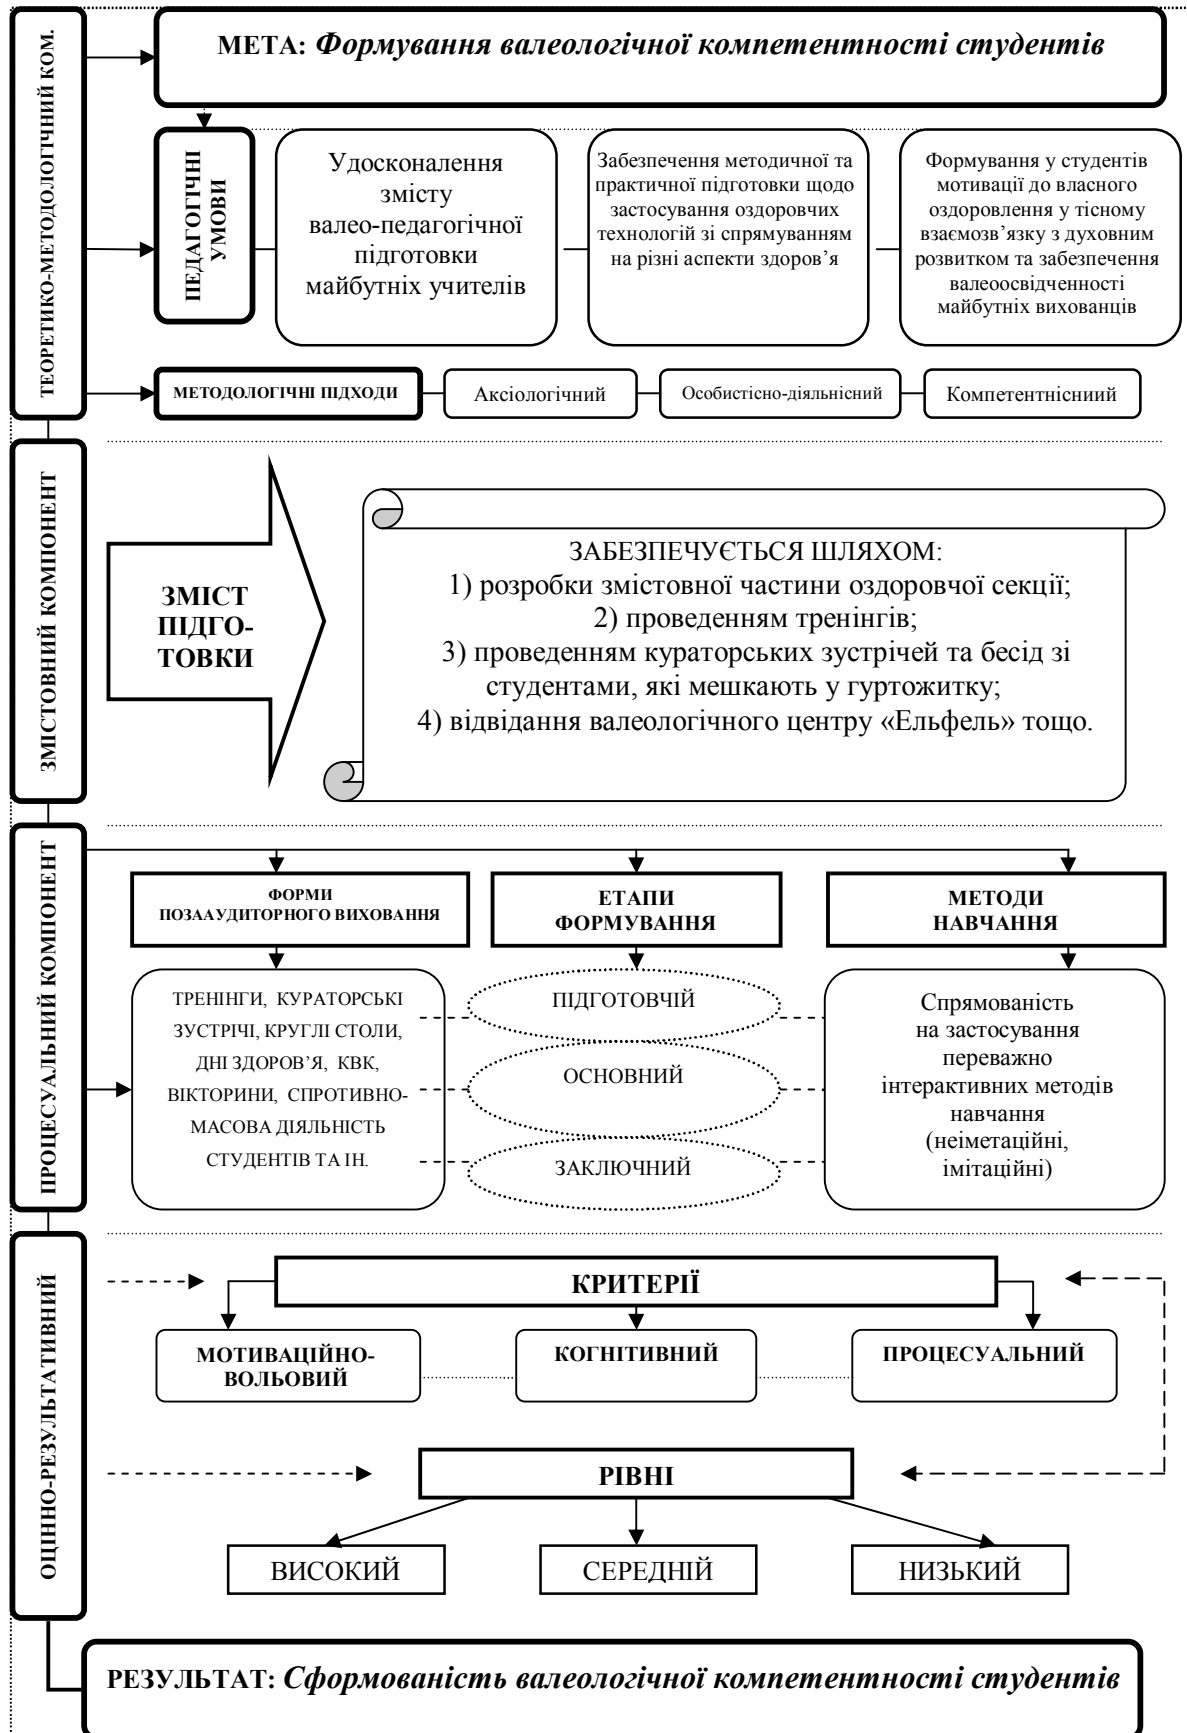 ТЕОРЕТИКО-МЕТОДОЛОГІЧНИЙ КОМ.
МЕТА: Формування валеологічної компетентності студентів
ПЕДАГОГІЧНІ
УМОВИ
Удосконалення
змісту
валео-педагогічної
підготовки
майбутніх учителів
Забезпечення методичної та
практичної підготовки щодо
застосування оздоровчих
технологій зі спрямуванням
на різні аспекти здоров’я
Формування у студентів
мотивації до власного
оздоровлення у тісному
взаємозв’язку з духовним
розвитком та забезпечення
валеоосвідченності
майбутніх вихованців
МЕТОДОЛОГІЧНІ ПІДХОДИ
Аксіологічний
Особистісно-діяльнісний
Компетентнісниий
ЗМІСТОВНИЙ КОМПОНЕНТ
ЗМІСТ
ПІДГО-
ТОВКИ
ЗАБЕЗПЕЧУЄТЬСЯ ШЛЯХОМ:
1) розробки змістовної частини оздоровчої секції;
2) проведенням тренінгів;
3) проведенням кураторських зустрічей та бесід зі
студентами, які мешкають у гуртожитку;
4) відвідання валеологічного центру «Ельфель» тощо.
ПРОЦЕСУАЛЬНИЙ КОМПОНЕНТ
ФОРМИ
ПОЗААУДИТОРНОГО ВИХОВАННЯ
ЕТАПИ
ФОРМУВАННЯ
МЕТОДИ
НАВЧАННЯ
ТРЕНІНГИ, КУРАТОРСЬКІ
ЗУСТРІЧІ, КРУГЛІ СТОЛИ,
ДНІ ЗДОРОВ’Я, КВК,
ВІКТОРИНИ, СПРОТИВНО-
МАСОВА ДІЯЛЬНІСТЬ
СТУДЕНТІВ ТА ІН.
ПІДГОТОВЧІЙ
ОСНОВНИЙ
ЗАКЛЮЧНИЙ
Спрямованість
на застосування
переважно
інтерактивних методів
навчання
(неіметаційні,
імітаційні)
ОЦІННО-РЕЗУЛЬТАТИВНИЙ
КРИТЕРІЇ
МОТИВАЦІЙНО-
ВОЛЬОВИЙ
КОГНІТИВНИЙ
ПРОЦЕСУАЛЬНИЙ
РІВНІ
ВИСОКИЙ
СЕРЕДНІЙ
НИЗЬКИЙ
РЕЗУЛЬТАТ: Сформованість валеологічної компетентності студентів